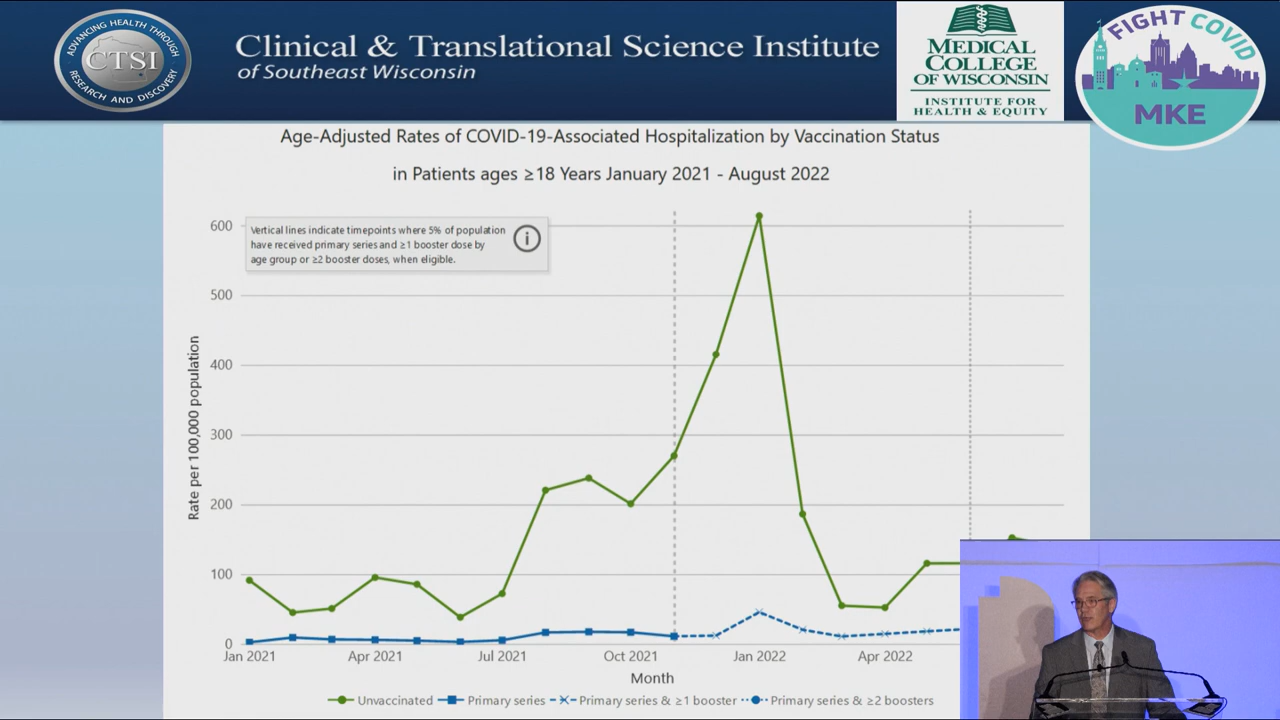 ADVANCING HEALTH THROUGH
CTSI
RESEARCH AND DISCOVERY
Clinical & Translational Science Institute
of Southeast Wisconsin
MEDICAL
COLLEGE
OF WISCONSIN
INSTITUTE FOR
HEALTH & EQUITY
FIGHT COVID
MKE
Age-Adjusted Rates of COVID-19-Associated Hospitalization by Vaccination Status
in Patients ages ≥18 Years January 2021 - August 2022
Vertical lines indicate timepoints where 5% of population
have received primary series and ≥1 booster dose by
age group or ≥2 booster doses, when eligible.
i
Rate per 100,000 population
600
500
400
300
200
100
0
Jan 2021 Apr 2021 Jul 2021 Oct 2021 Jan 2022 Apr 2022
Month
Unvaccinated Primary series Primary series & ≥1 booster Primary series & ≥2 boosters